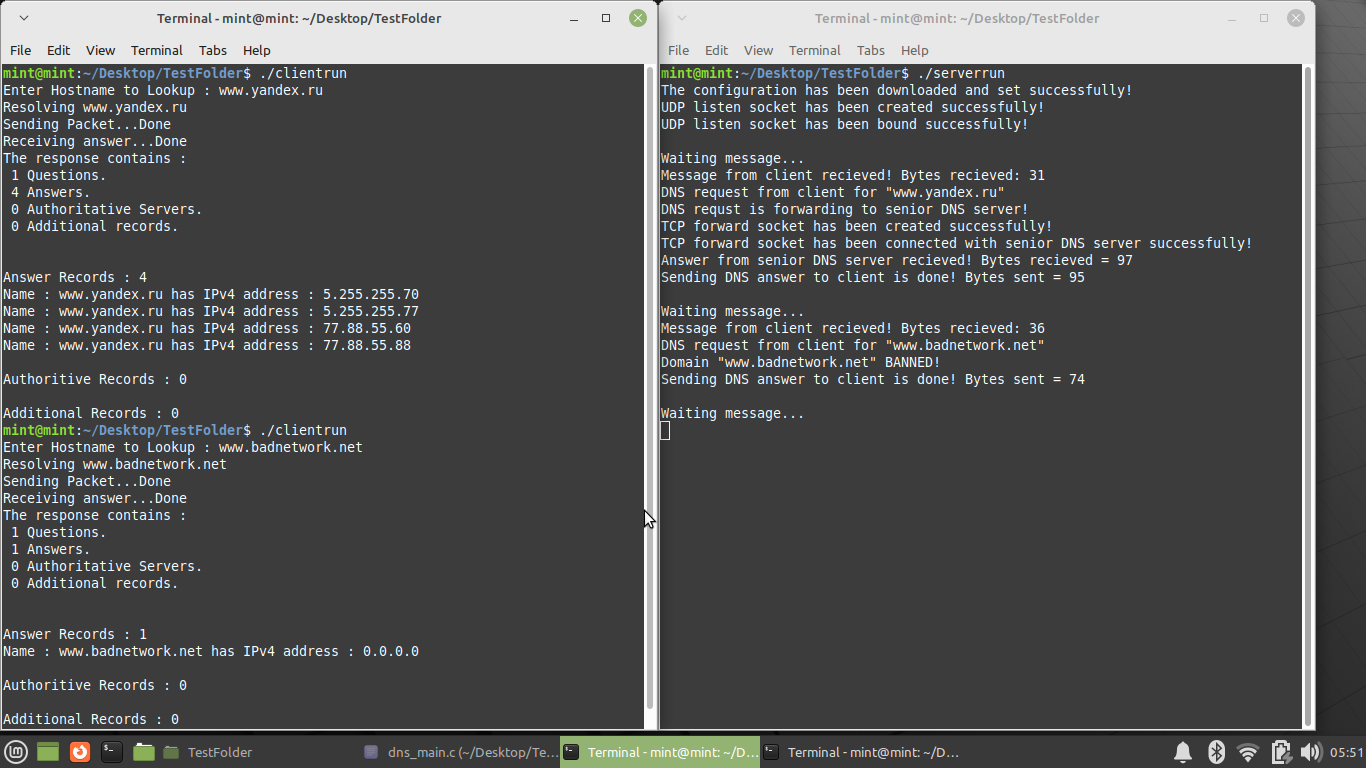 Terminal - mint@mint: ~/Desktop/TestFolder
File Edit View Terminal Tabs Help
mint@mint:~/Desktop/TestFolder$ ./clientrun
Enter Hostname to Lookup : www.yandex.ru
Resolving www.yandex.ru
Sending Packet...Done
Receiving answer...Done
The response contains :
1 Questions.
4 Answers.
0 Authoritative Servers.
0 Additional records.
Answer Records : 4
Name : www.yandex.ru has IPv4 address : 5.255.255.70
Name : www.yandex.ru has IPv4 address : 5.255.255.77
Name : www.yandex.ru has IPv4 address : 77.88.55.60
Name : www.yandex.ru has IPv4 address : 77.88.55.88
Authoritive Records : 0
Additional Records : 0
mint@mint:~/Desktop/TestFolder$ ./clientrun
Enter Hostname to Lookup : www.badnetwork.net
Resolving www.badnetwork.net
Sending Packet...Done
Receiving answer...Done
The response contains :
1 Questions.
1 Answers.
0 Authoritative Servers.
0 Additional records.
Answer Records : 1
Name : www.badnetwork.net has IPv4 address : 0.0.0.0
Authoritive Records : 0
Additional Records : 0
Terminal - mint@mint: ~/Desktop/TestFolder
File Edit View Terminal Tabs Help
mint@mint:~/Desktop/TestFolder$ ./serverrun
The configuration has been downloaded and set successfully!
UDP listen socket has been created successfully!
UDP listen socket has been bound successfully!
Waiting message...
Message from client recieved! Bytes recieved: 31
DNS request from client for "www.yandex.ru"
DNS requst is forwarding to senior DNS server!
TCP forward socket has been created successfully!
TCP forward socket has been connected with senior DNS server successfully!
Answer from senior DNS server recieved! Bytes recieved = 97
Sending DNS answer to client is done! Bytes sent = 95
Waiting message...
Message from client recieved! Bytes recieved: 36
DNS request from client for "www.badnetwork.net"
Domain "www.badnetwork.net" BANNED!
Sending DNS answer to client is done! Bytes sent = 74
Waiting message...
TestFolder
dns_main.c (~/Desktop/Te...
Terminal - mint@mint: ~/D...
Terminal - mint@mint: ~/D...
05:51